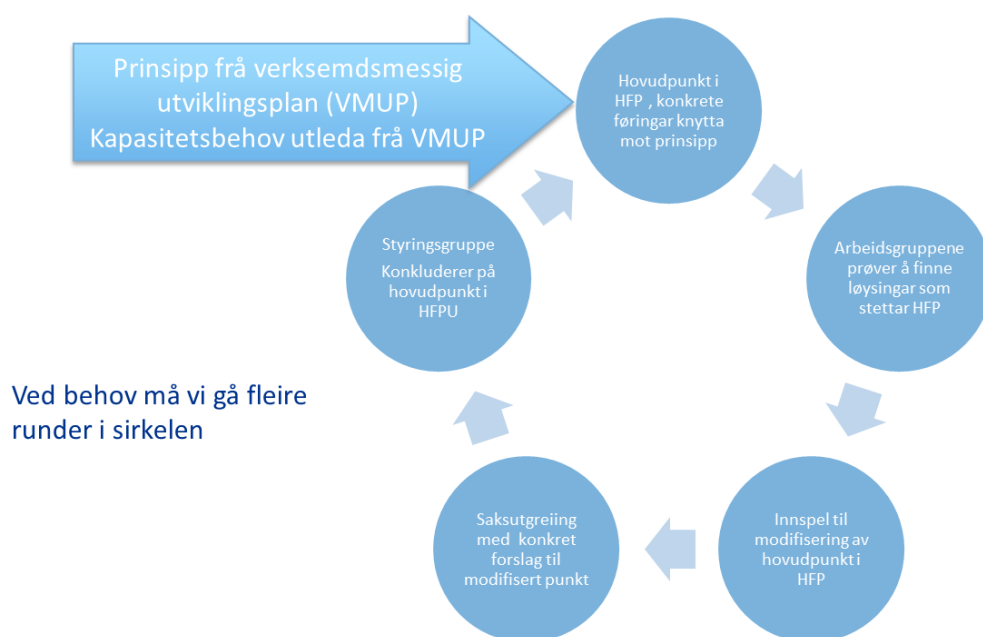 Prinsipp frå verksemdsmessig
utviklingsplan (VMUP)
Kapasitetsbehov utleda frå VMUP
Hovudpunkt i
HFP , konkrete
føringar knytta
mot prinsipp
Arbeidsgruppene
prøver å finne
løysingar som
stettar HFP
Innspel til
modifisering av
hovudpunkt i
HFP
Saksutgreiing
med konkret
forslag til
modifisert punkt
Styringsgruppe
Konkluderer på
hovudpunkt i
HFPU
Ved behov må vi gå fleire
runder i sirkelen